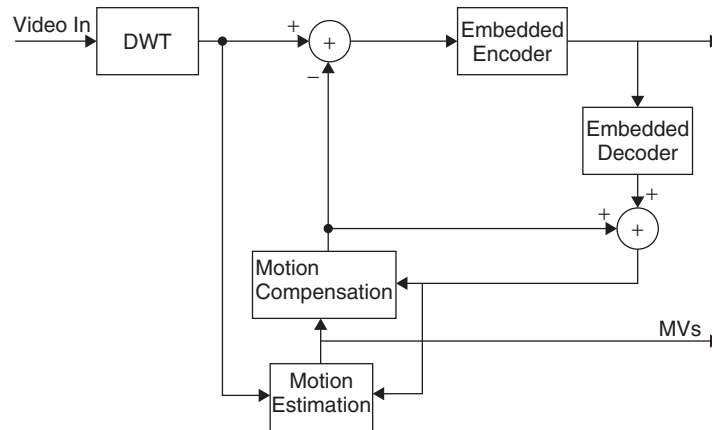 Video In
DWT
+
+
−
Embedded
Encoder
Embedded
Decoder
+
+
+
Motion
Compensation
MVs
Motion
Estimation